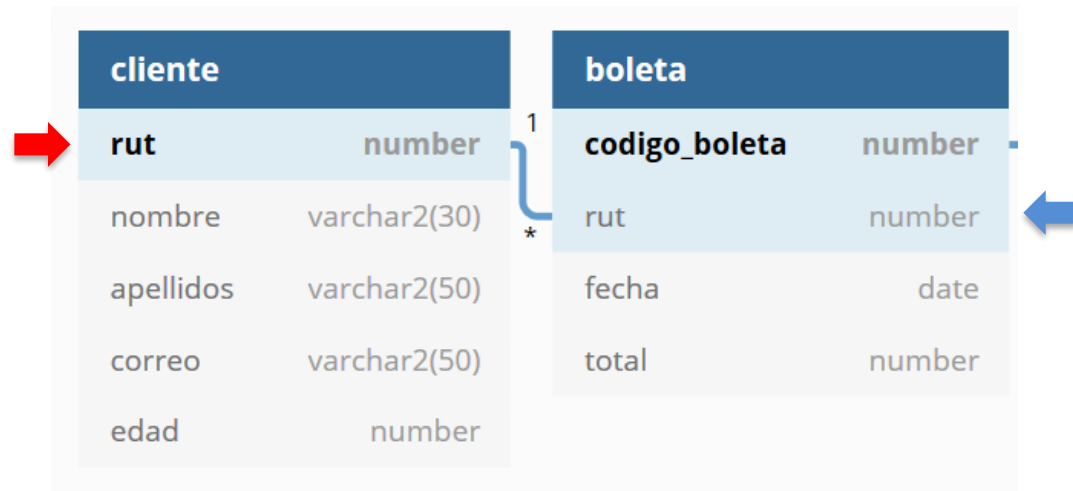 cliente
rut number
nombre varchar2(30)
apellidos varchar2(50)
correo varchar2(50)
edad number
1
*
boleta
codigo_boleta number
rut number
fecha date
total number